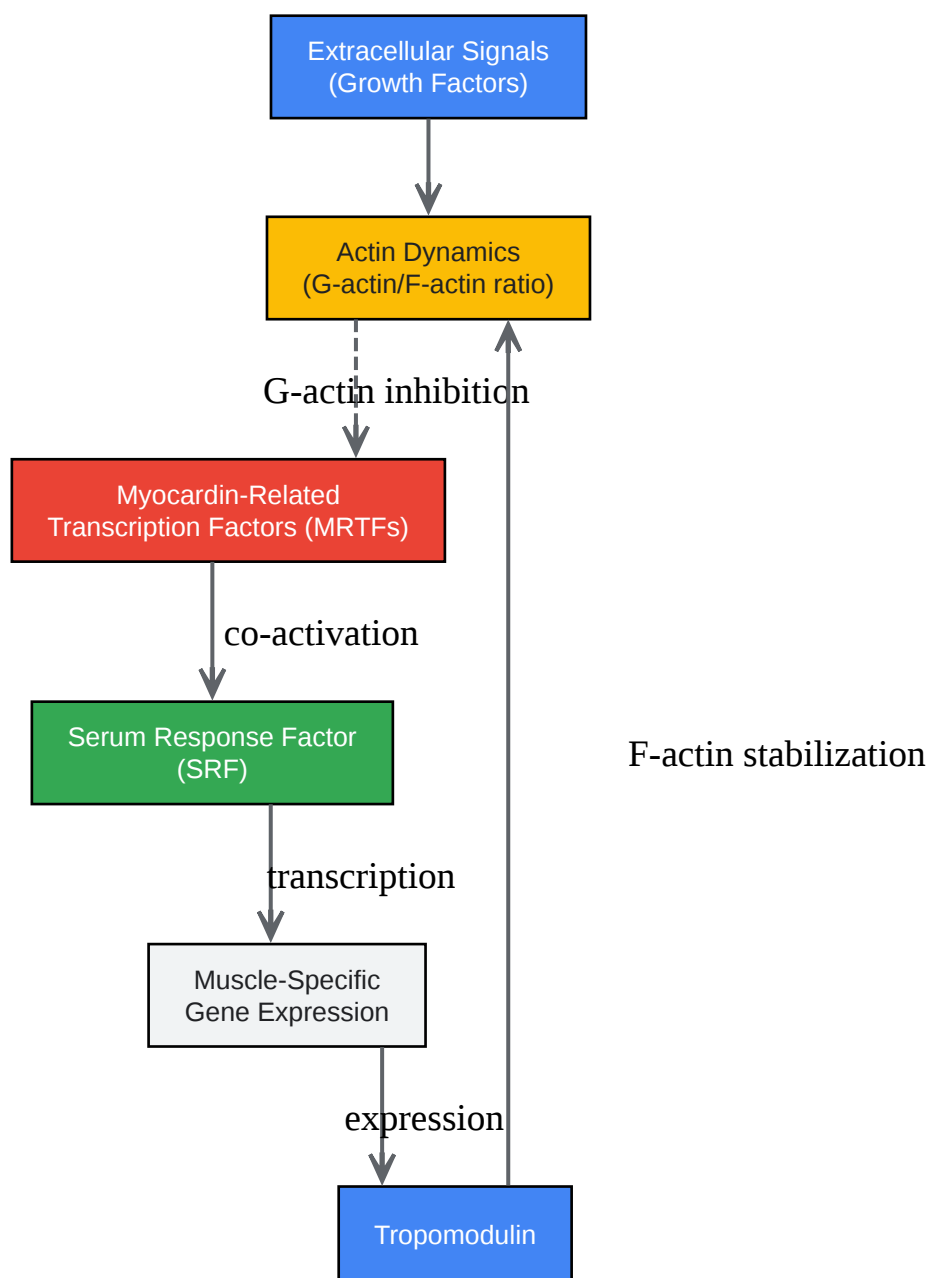 Extracellular Signals
(Growth Factors)
Actin Dynamics
(G-actin/F-actin ratio)
G-actin inhibition
Myocardin-Related
Transcription Factors (MRTFs)
co-activation
Serum Response Factor
(SRF)
F-actin stabilization
transcription
Muscle-Specific
Gene Expression
expression
Tropomodulin